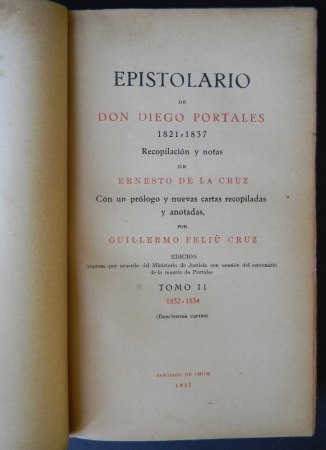 EPISTOLARIO
DE
DON DIEGO PORTALES
1821-1837
Recopilación y notas
DE
ERNESTO DE LA CRUZ
Con un prólogo y nuevas cartas recopiladas
y anotadas,
POR
GUILLERMO FELIÚ CRUZ
EDICION
impresa por acuerdo del Ministerio de Justicia con ocasión del centenario
de la muerte de Portales
TOMO II
1832-1834
(Doscientas cartas)
SANTIAGO DE CHILE
1937